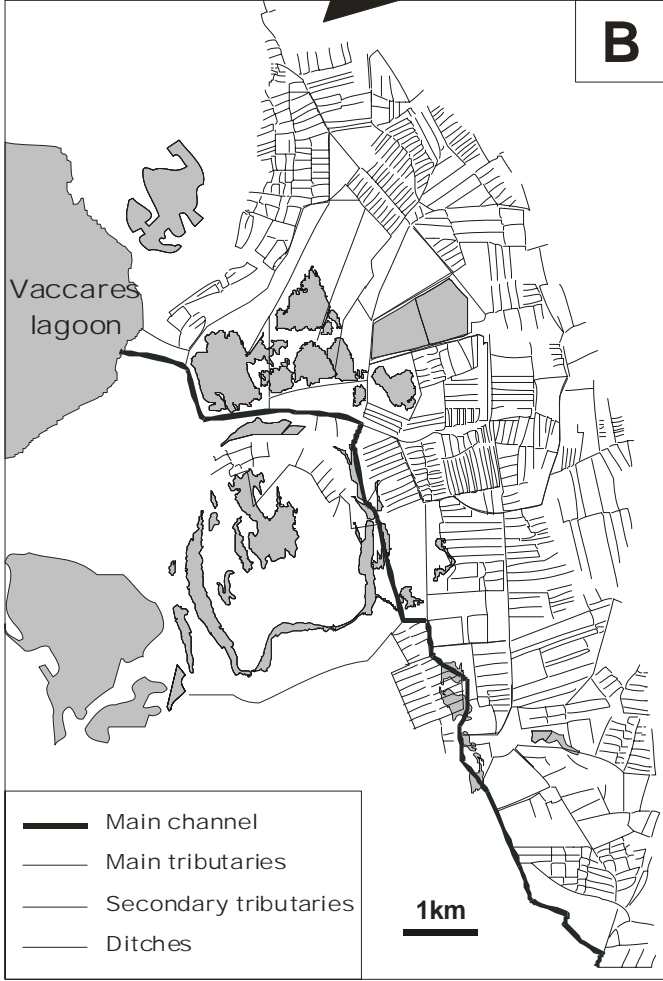 B
Vaccares
lagoon
Main channel
Main tributaries
Secondary tributaries
Ditches
1km